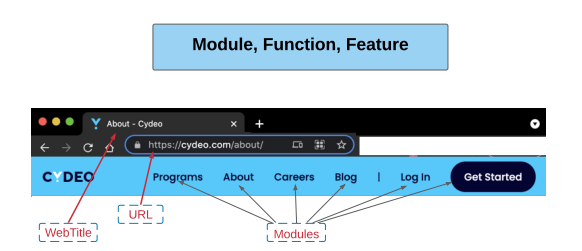 Module, Function, Feature
About - Cydeo
https://cydeo.com/about/
CYDEO Programs About Careers Blog | Log In Get Started
WebTitle URL Modules